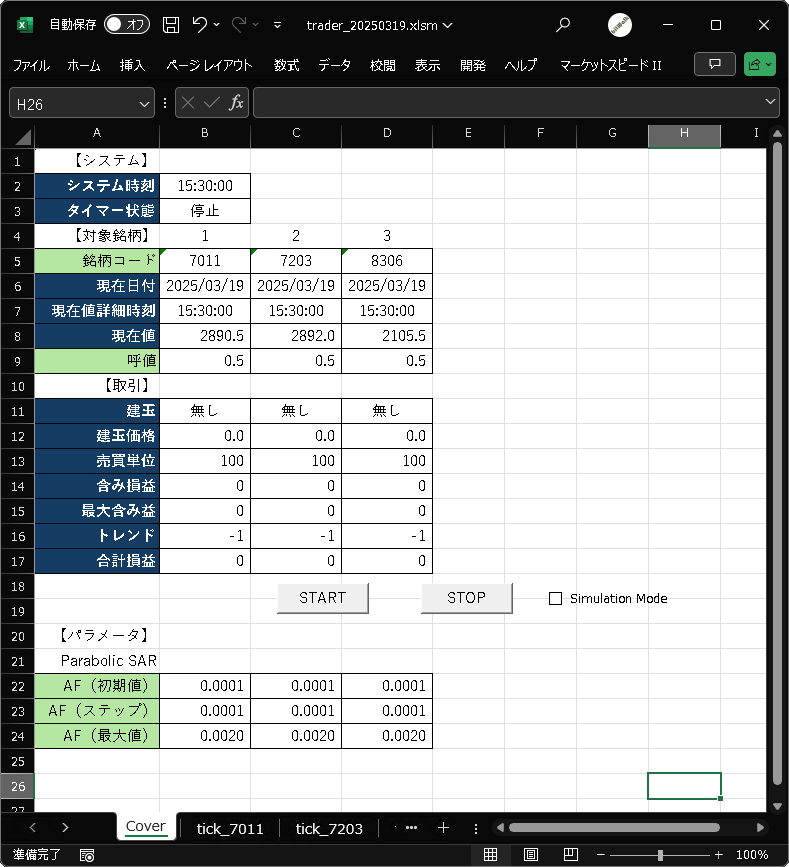 自動保存 オフ trader_20250319.xlsm
ファイル ホーム 挿入 ページ レイアウト 数式 データ 校閲 表示 開発 ヘルプ マーケットスピード II
H26 fx
A B C D E F G H I
1 【システム】
2 システム時刻 15:30:00
3 タイマー状態 停止
4 【対象銘柄】 1 2 3
5 銘柄コード 7011 7203 8306
6 現在日付 2025/03/19 2025/03/19 2025/03/19
7 現在値詳細時刻 15:30:00 15:30:00 15:30:00
8 現在値 2890.5 2892.0 2105.5
9 呼値 0.5 0.5 0.5
10 【取引】
11 建玉 無し 無し 無し
12 建玉価格 0.0 0.0 0.0
13 売買単位 100 100 100
14 含み損益 0 0 0
15 最大含み益 0 0 0
16 トレンド -1 -1 -1
17 合計損益 0 0 0
18 START STOP Simulation Mode
19
20 【パラメータ】
21 Parabolic SAR
22 AF（初期値） 0.0001 0.0001 0.0001
23 AF（ステップ） 0.0001 0.0001 0.0001
24 AF（最大値） 0.0020 0.0020 0.0020
25
26
27
Cover tick_7011 tick_7203 ...
準備完了 100%